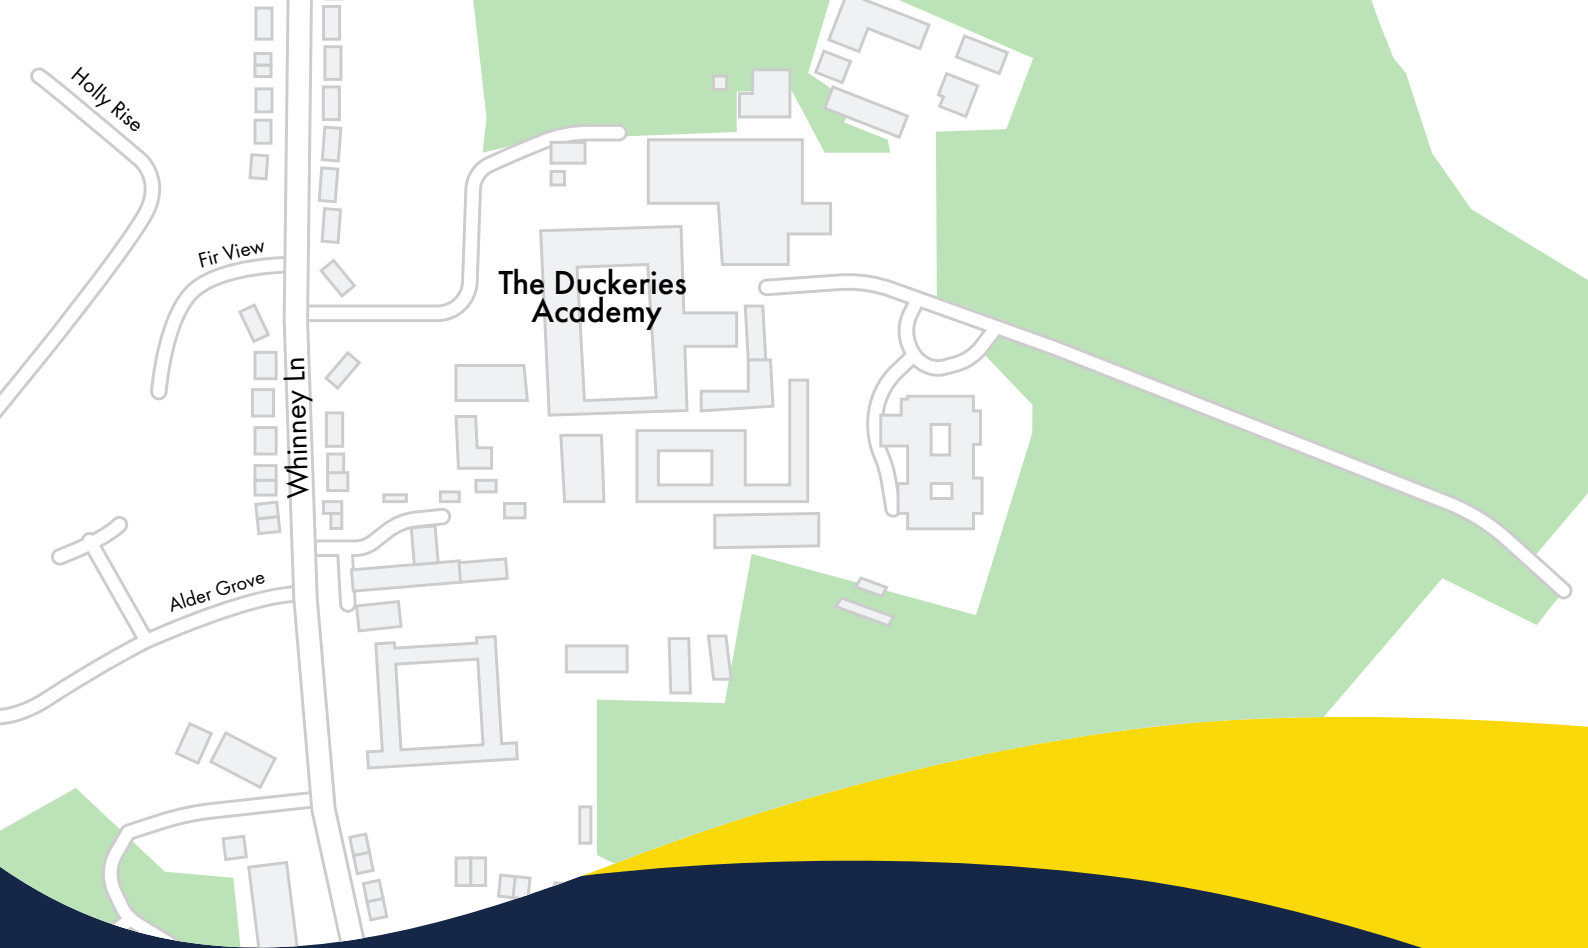 Holly Rise
Fir View
The Duckeries
Academy
Whinney Ln
Alder Grove